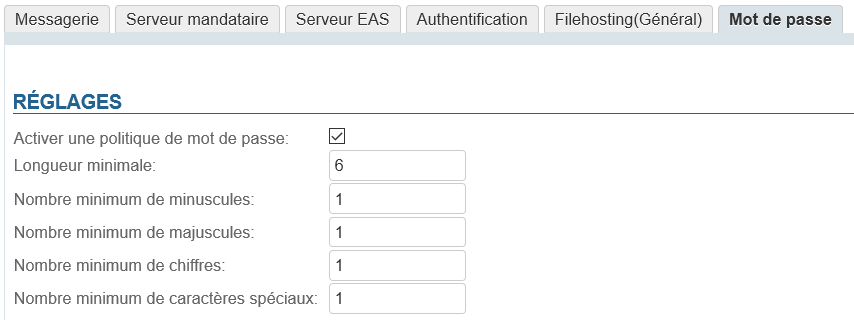 Messagerie Serveur mandataire Serveur EAS Authentification Filehosting(Général) Mot de passe
RÉGLAGES
Activer une politique de mot de passe:
Longueur minimale: 6
Nombre minimum de minuscules: 1
Nombre minimum de majuscules: 1
Nombre minimum de chiffres: 1
Nombre minimum de caractères spéciaux: 1